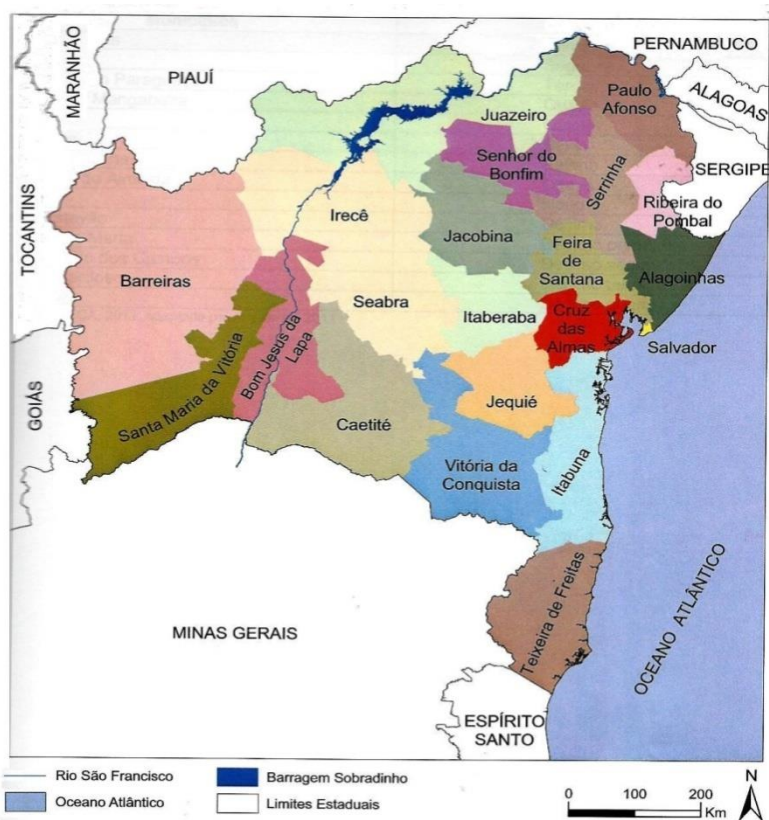 PERNAMBUCO
MARANHÃO
PIAUÍ
Paulo
Afonso
ALAGOAS
Juazeiro
Senhor do
Bonfim
SERGIPE
Serrinha
Ribeira do
Pombal
TOCANTINS
Irecê
Jacobina
Feira
de
Santana
Alagoinhas
Barreiras
Seabra
Itaberaba
Cruz
das
Almas
Salvador
Bom Jesus da
Lapa
Santa Maria da Vitória
GOIÁS
Jequié
Caetité
Vitória da
Conquista
Itabuna
Teixeira de Freitas
OCEANO ATLÂNTICO
MINAS GERAIS
ESPÍRITO
SANTO
Rio São Francisco
Barragem Sobradinho
Oceano Atlântico
Limites Estaduais
0 100 200
Km
N